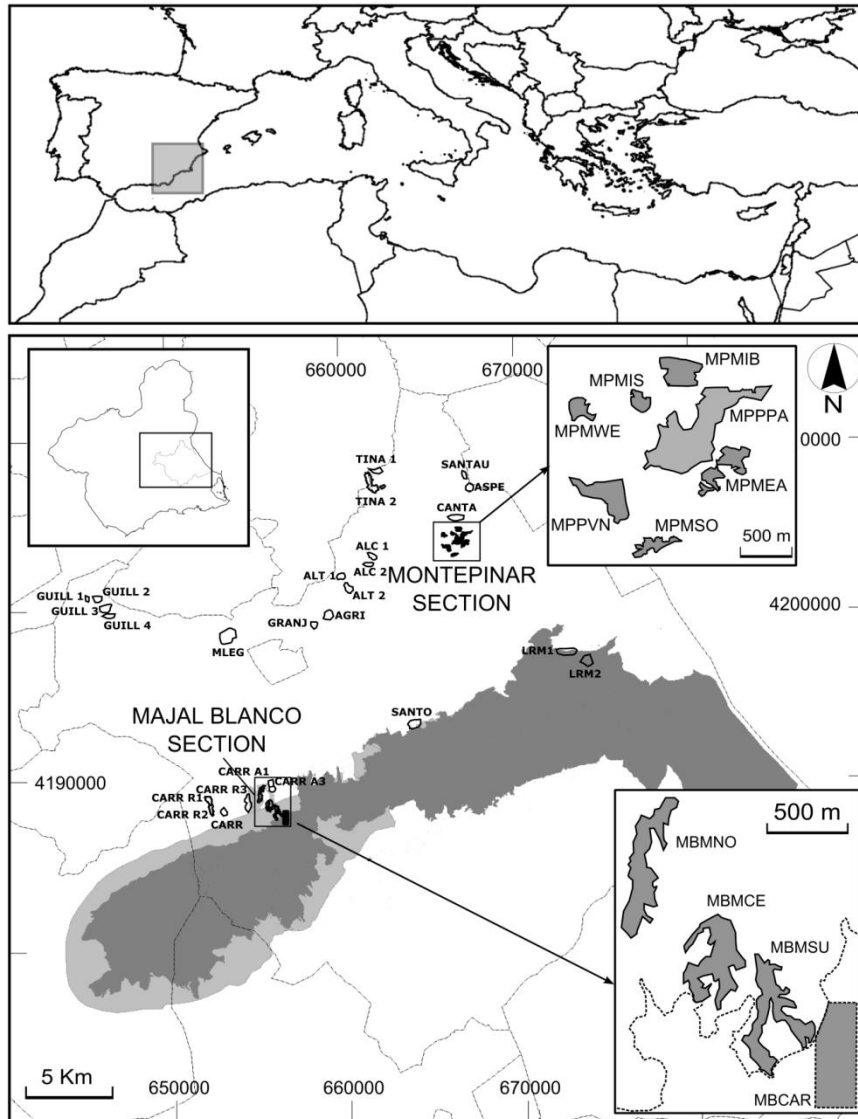 660000
670000
MPMIB
MPMIS
MPPPA
MPMWE
N
0000
TINA 1
SANTAU
TINA 2
ASPE
CANTA
MPMEA
MPPVN
500 m
MPMSO
ALC 1
ALC 2
MONTEPINAR
SECTION
ALT 1
ALT 2
GUILL 1
GUILL 2
GUILL 3
GUILL 4
AGRI
GRANJ
4200000
MLEG
LRM1
LRM2
SANTO
MAJAL BLANCO
SECTION
CARR A1
CARR A3
4190000
CARR R3
CARR R1
CARR R2
CARR
500 m
MBMNO
MBMCE
MBMSU
MBCAR
5 Km
650000
660000
670000